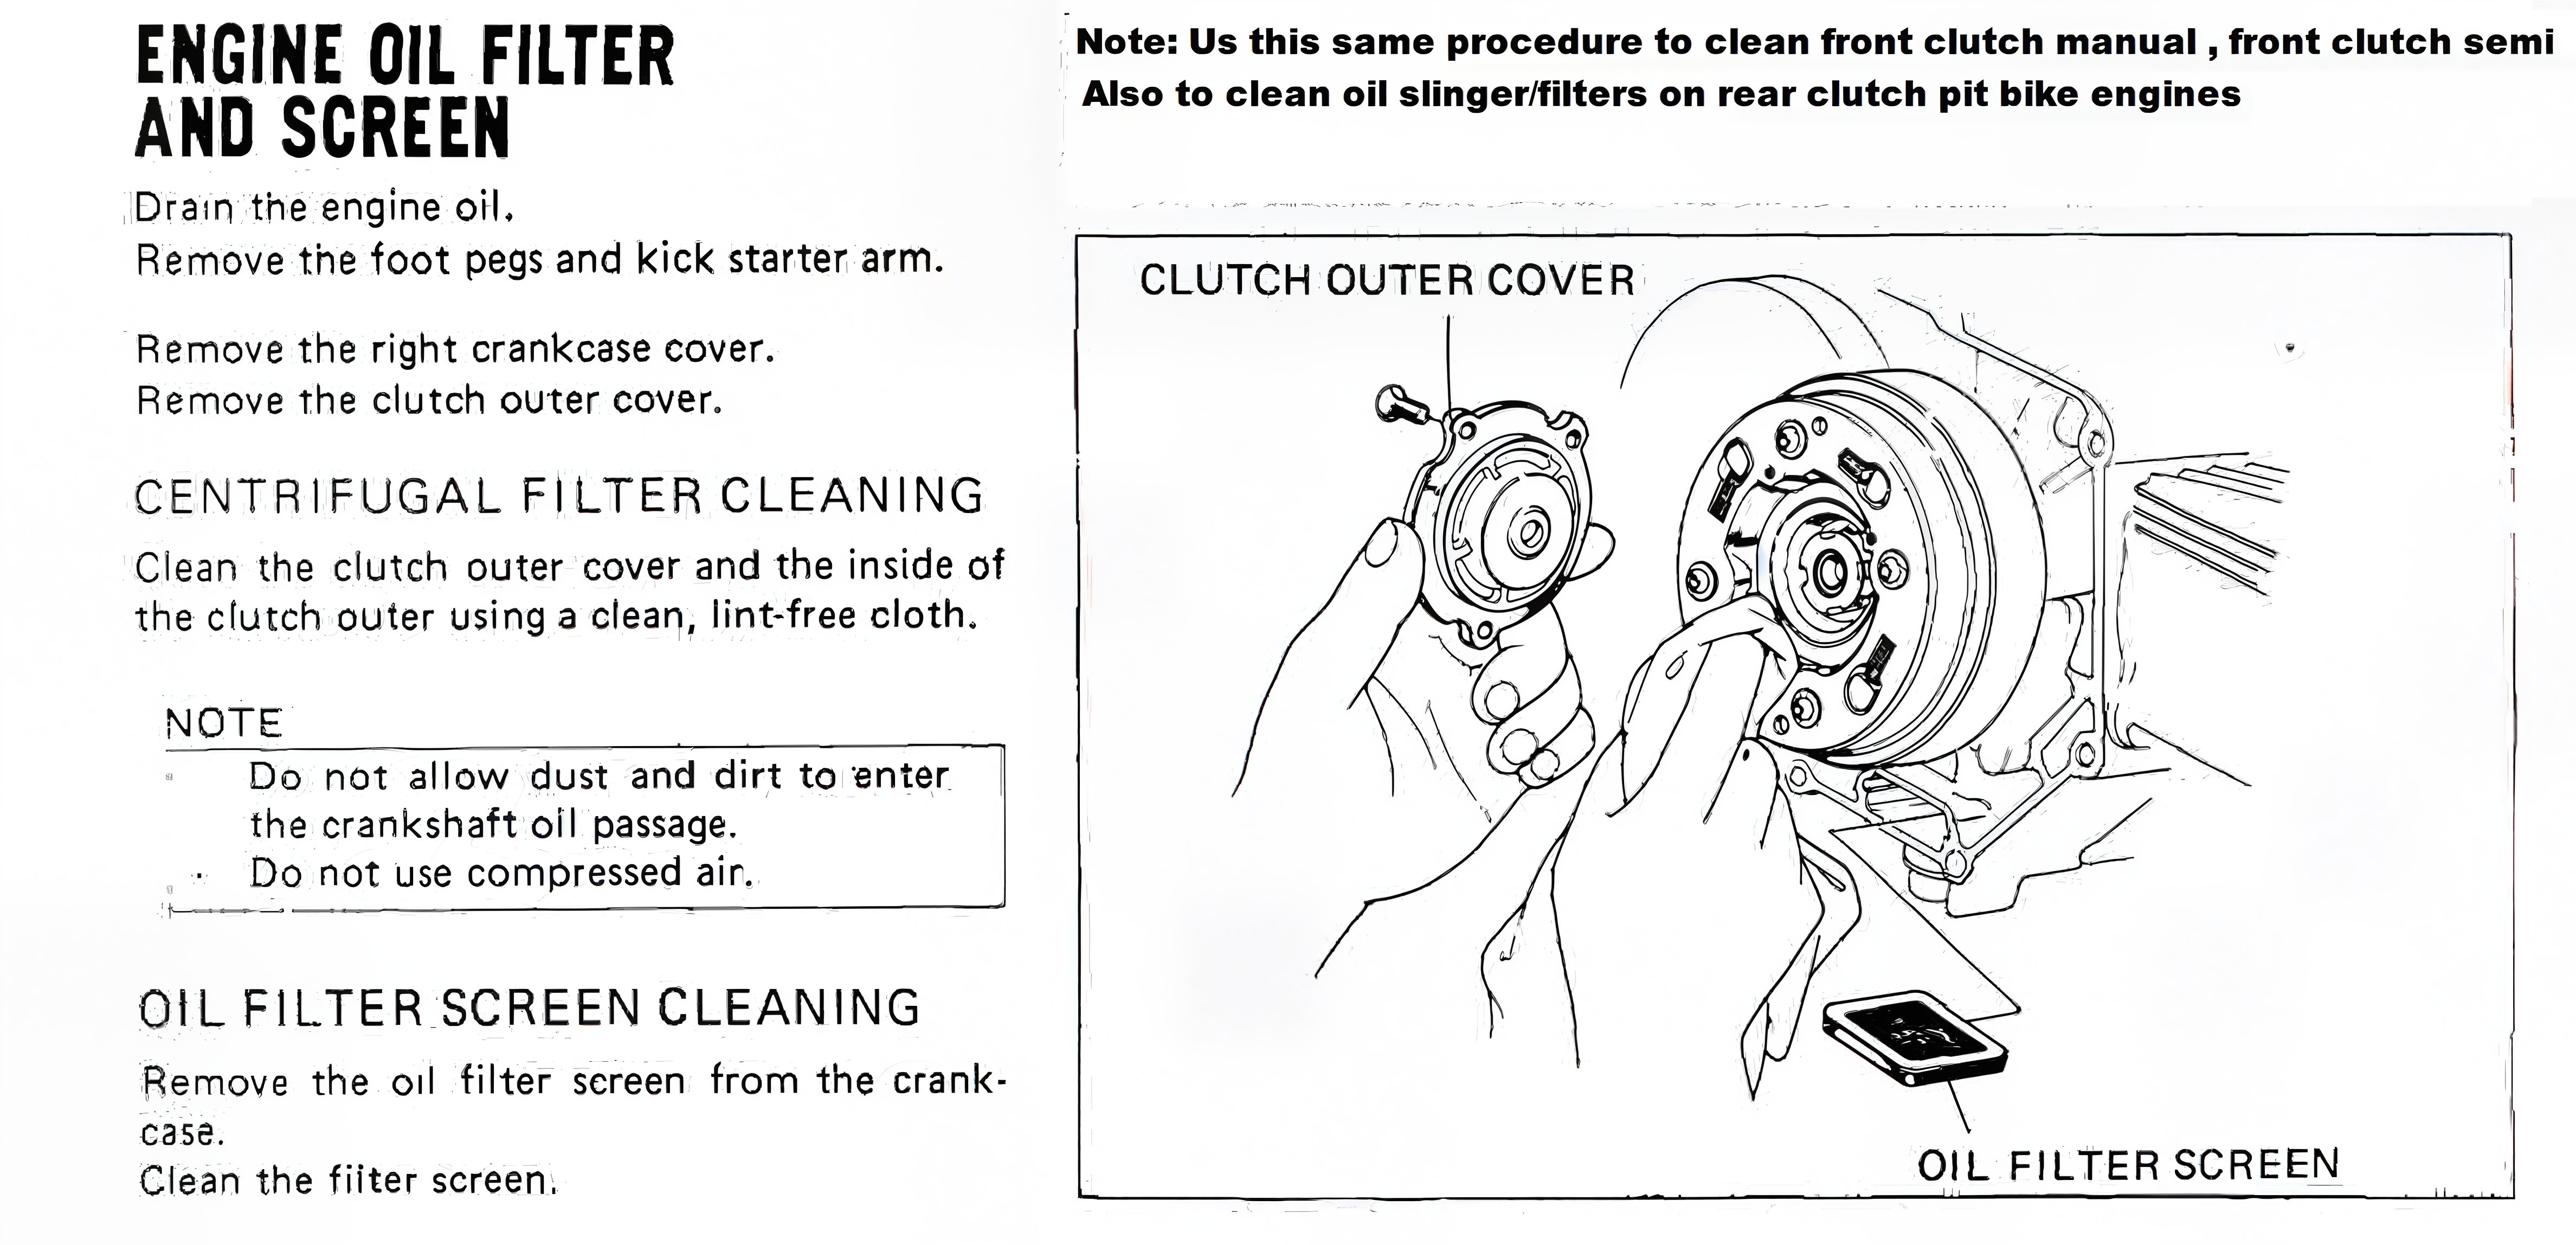 ENGINE OIL FILTER
AND SCREEN
Drain the engine oil.
Remove the foot pegs and kick starter arm.
Remove the right crankcase cover.
Remove the clutch outer cover.
CENTRIFUGAL FILTER CLEANING
Clean the clutch outer cover and the inside of
the clutch outer using a clean, lint-free cloth.
NOTE
Do not allow dust and dirt to enter
the crankshaft oil passage.
· Do not use compressed air.
OIL FILTER SCREEN CLEANING
Remove the oil filter screen from the crank-
case.
Clean the filter screen.
Note: Us this same procedure to clean front clutch manual , front clutch semi
Also to clean oil slinger/filters on rear clutch pit bike engines
CLUTCH OUTER COVER
OIL FILTER SCREEN